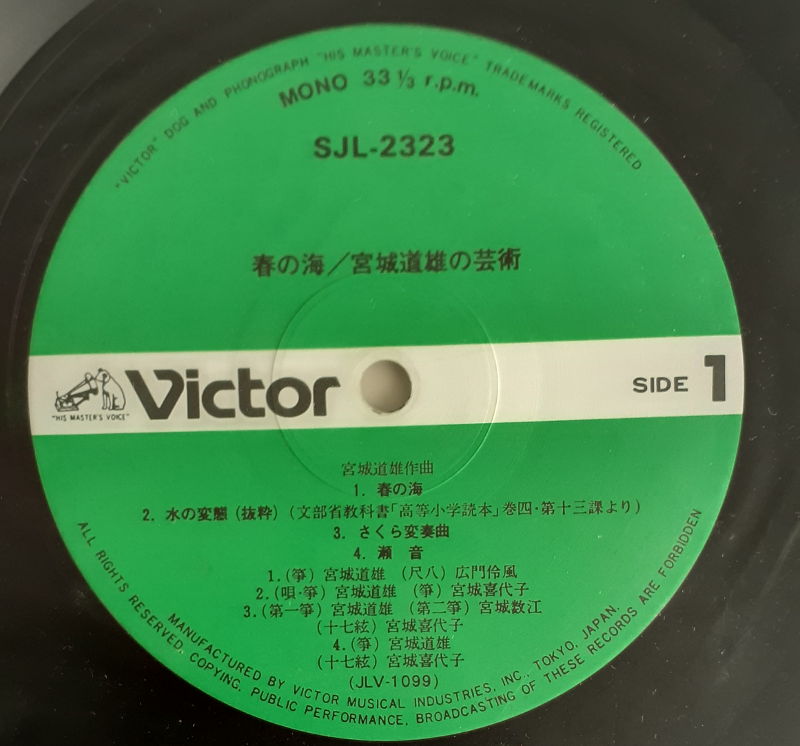 "VICTOR" DOG AND PHONOGRAPH "HIS MASTER'S VOICE" TRADEMARKS REGISTERED
MONO 33 ⅓ r.p.m.
SJL-2323
春の海／宮城道雄の芸術
"HIS MASTER'S VOICE"
Victor
SIDE 1
宮城道雄作曲
1. 春の海
2. 水の変態 (抜粋) (文部省教科書「高等小学読本」巻四・第十三課より)
3. さくら変奏曲
4. 瀬 音
1. (箏) 宮城道雄 (尺八) 広門伶風
2. (唄・箏) 宮城道雄 (箏) 宮城喜代子
3. (第一箏) 宮城道雄 (第二箏) 宮城数江
(十七絃) 宮城喜代子
4. (箏) 宮城道雄
(十七絃) 宮城喜代子
(JLV-1099)
MANUFACTURED BY VICTOR MUSICAL INDUSTRIES, INC., TOKYO, JAPAN.
ALL RIGHTS RESERVED, COPYING, PUBLIC PERFORMANCE, BROADCASTING OF THESE RECORDS ARE FORBIDDEN